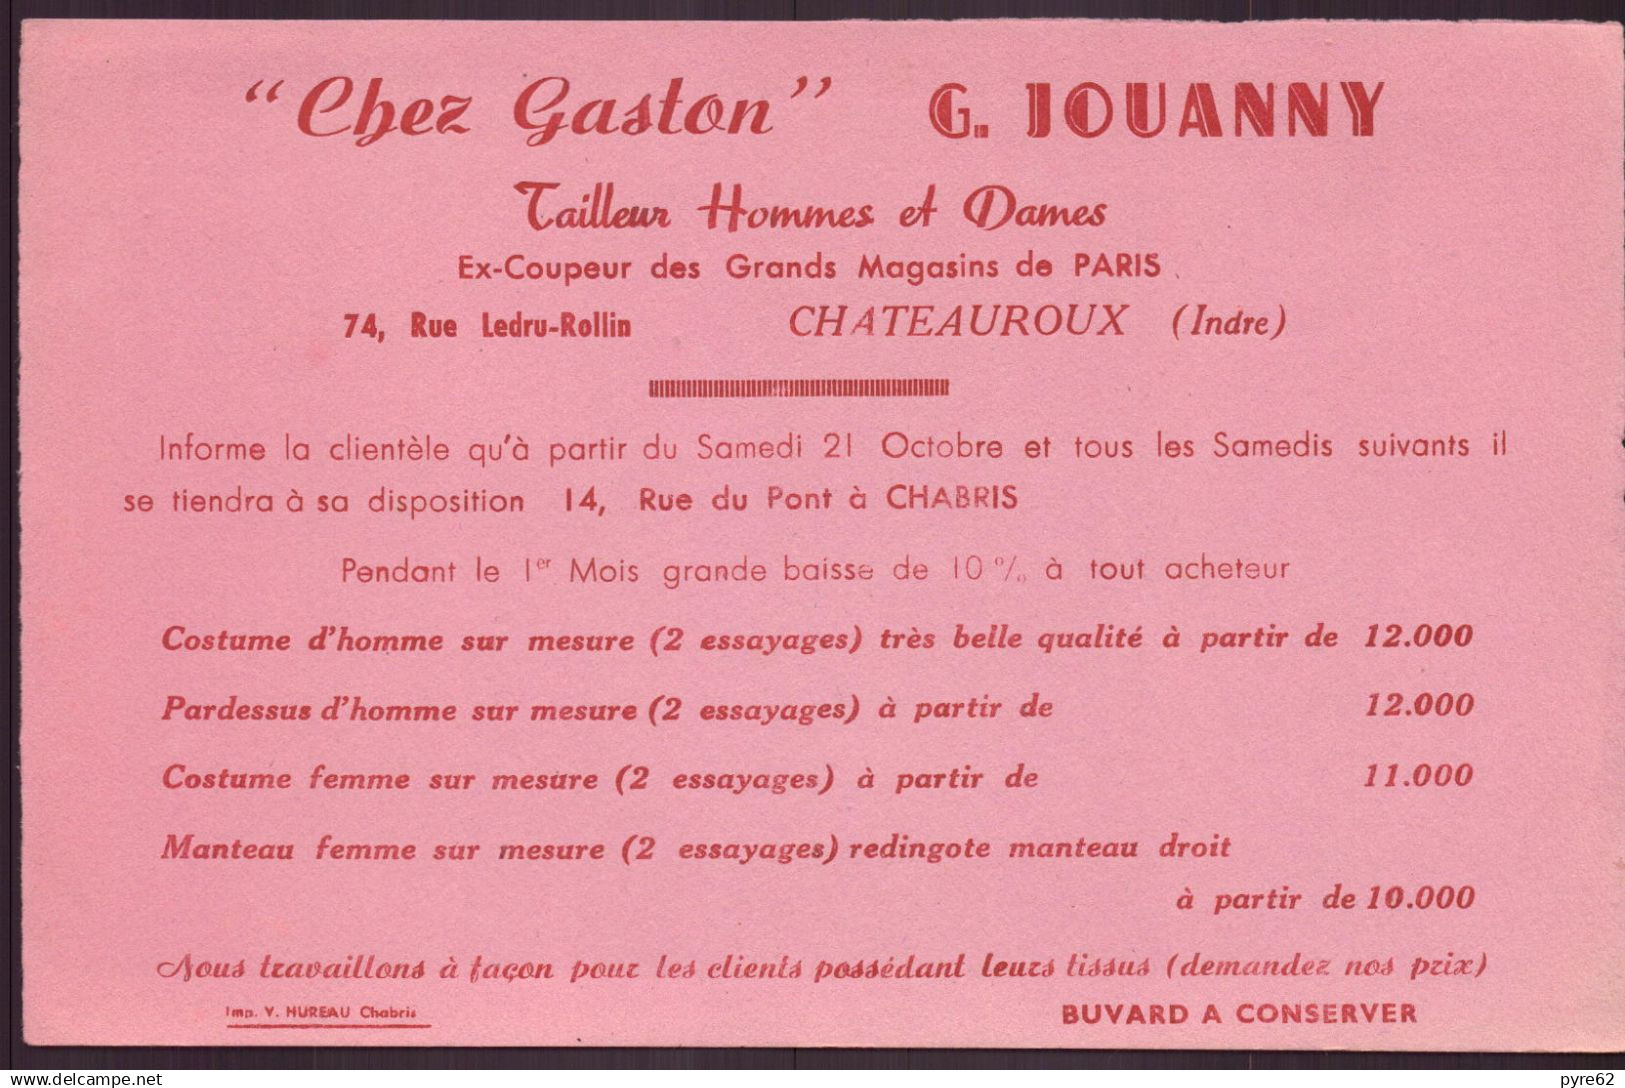 "Chez Gaston" G. JOUANNY
Tailleur Hommes et Dames
Ex-Coupeur des Grands Magasins de PARIS
74, Rue Ledru-Rollin CHATEAUROUX (Indre)
Informe la clientèle qu'à partir du Samedi 21 Octobre et tous les Samedis suivants il
se tiendra à sa disposition 14, Rue du Pont à CHABRIS
Pendant le 1er Mois grande baisse de 10 % à tout acheteur
Costume d'homme sur mesure (2 essayages) très belle qualité à partir de 12.000
Pardessus d'homme sur mesure (2 essayages) à partir de 12.000
Costume femme sur mesure (2 essayages) à partir de 11.000
Manteau femme sur mesure (2 essayages) redingote manteau droit
à partir de 10.000
Nous travaillons à façon pour les clients possédant leurs tissus (demandez nos prix)
Imp. V. HUREAU Chabris BUVARD A CONSERVER
delcampe.net pyre62